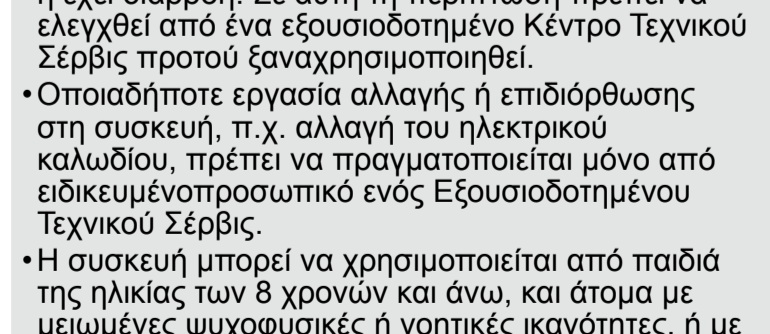 ή έχει διαρροή. Σε αυτή τη περίπτωση πρέπει να
ελεγχθεί από ένα εξουσιοδοτημένο Κέντρο Τεχνικού
Σέρβις προτού ξαναχρησιμοποιηθεί.
•Οποιαδήποτε εργασία αλλαγής ή επιδιόρθωσης
στη συσκευή, π.χ. αλλαγή του ηλεκτρικού
καλωδίου, πρέπει να πραγματοποιείται μόνο από
ειδικευμένοπροσωπικό ενός Εξουσιοδοτημένου
Τεχνικού Σέρβις.
•Η συσκευή μπορεί να χρησιμοποιείται από παιδιά
της ηλικίας των 8 χρονών και άνω, και άτομα με
μειωμένες ψυχοφυσικές ή νοητικές ικανότητες, ή με